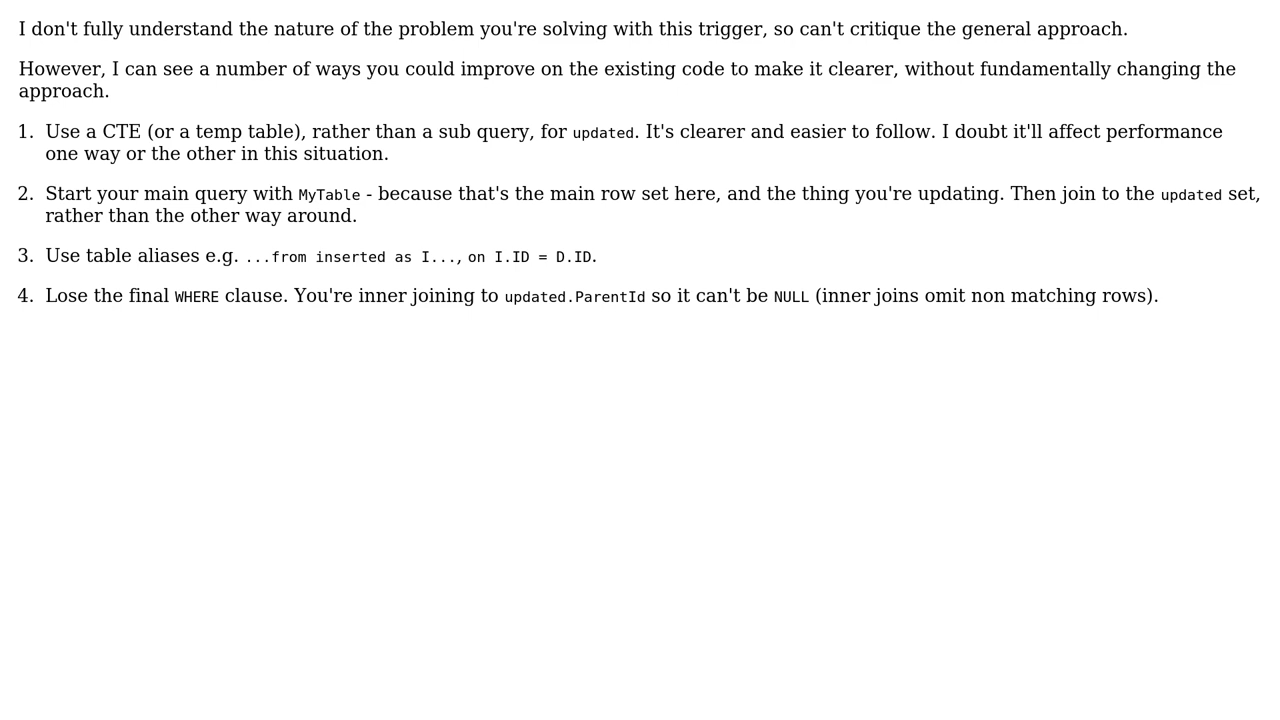 I don't fully understand the nature of the problem you're solving with this trigger, so can't critique the general approach.
However, I can see a number of ways you could improve on the existing code to make it clearer, without fundamentally changing the
approach.
1. Use a CTE (or a temp table), rather than a sub query, for updated. It's clearer and easier to follow. I doubt it'll affect performance
one way or the other in this situation.
2. Start your main query with MyTable - because that's the main row set here, and the thing you're updating. Then join to the updated set,
rather than the other way around.
3. Use table aliases e.g. ...from inserted as I..., on I.ID = D.ID.
4. Lose the final WHERE clause. You're inner joining to updated.ParentId so it can't be NULL (inner joins omit non matching rows).